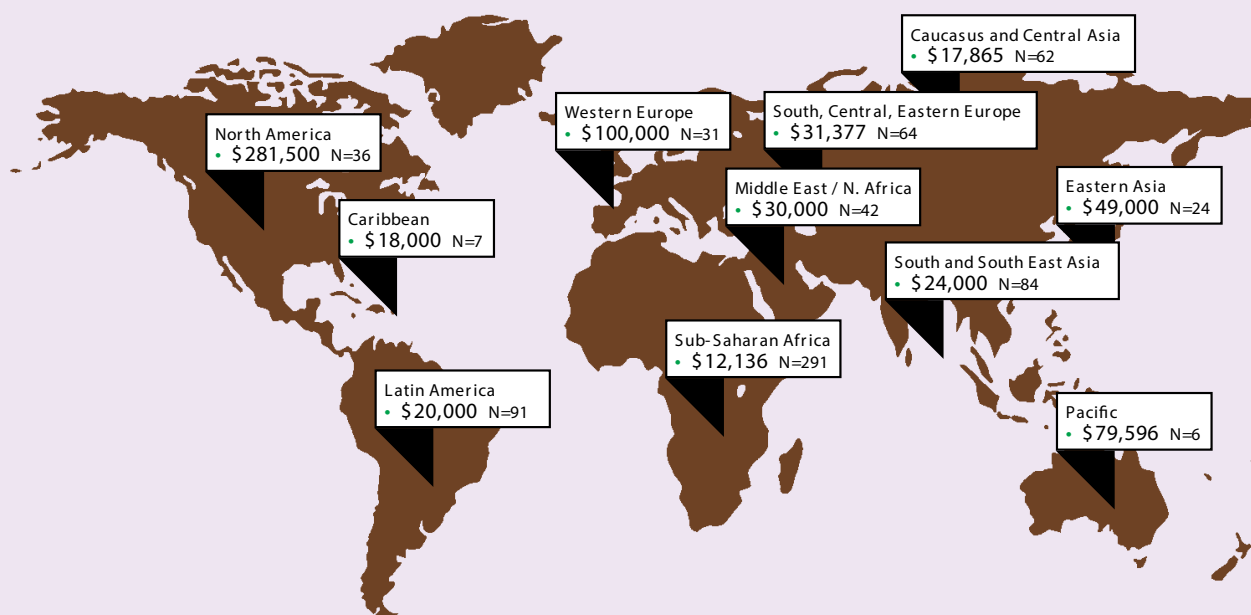 Caucasus and Central Asia
• $17,865 N=62
Western Europe
• $100,000 N=31
South, Central, Eastern Europe
• $31,377 N=64
North America
• $281,500 N=36
Middle East / N. Africa
• $30,000 N=42
Eastern Asia
• $49,000 N=24
Caribbean
• $18,000 N=7
South and South East Asia
• $24,000 N=84
Sub-Saharan Africa
• $12,136 N=291
Latin America
• $20,000 N=91
Pacific
• $79,596 N=6